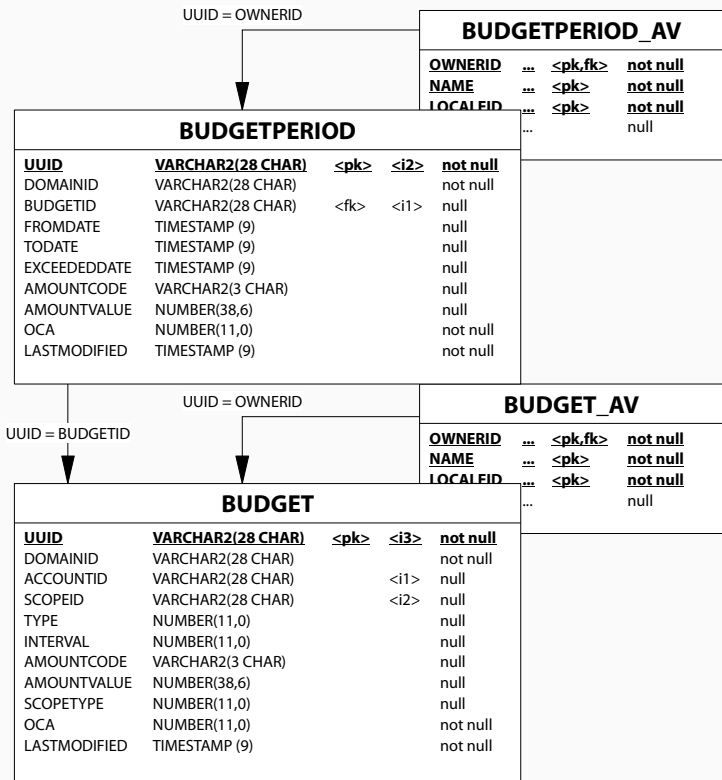 UUID = OWNERID
BUDGETPERIOD_AV
OWNERID ... <pk,fk> not null
NAME ... <pk> not null
LOCALEID ... <pk> not null
... null
BUDGETPERIOD
UUID VARCHAR2(28 CHAR) <pk> <i2> not null
DOMAINID VARCHAR2(28 CHAR) not null
BUDGETID VARCHAR2(28 CHAR) <fk> <i1> null
FROMDATE TIMESTAMP (9) null
TODATE TIMESTAMP (9) null
EXCEEDEDDATE TIMESTAMP (9) null
AMOUNTCODE VARCHAR2(3 CHAR) null
AMOUNTVALUE NUMBER(38,6) null
OCA NUMBER(11,0) not null
LASTMODIFIED TIMESTAMP (9) not null
UUID = OWNERID
BUDGET_AV
UUID = BUDGETID
OWNERID ... <pk,fk> not null
NAME ... <pk> not null
LOCALEID ... <pk> not null
... null
BUDGET
UUID VARCHAR2(28 CHAR) <pk> <i3> not null
DOMAINID VARCHAR2(28 CHAR) not null
ACCOUNTID VARCHAR2(28 CHAR) <i1> null
SCOPEID VARCHAR2(28 CHAR) <i2> null
TYPE NUMBER(11,0) null
INTERVAL NUMBER(11,0) null
AMOUNTCODE VARCHAR2(3 CHAR) null
AMOUNTVALUE NUMBER(38,6) null
SCOPETYPE NUMBER(11,0) null
OCA NUMBER(11,0) not null
LASTMODIFIED TIMESTAMP (9) not null